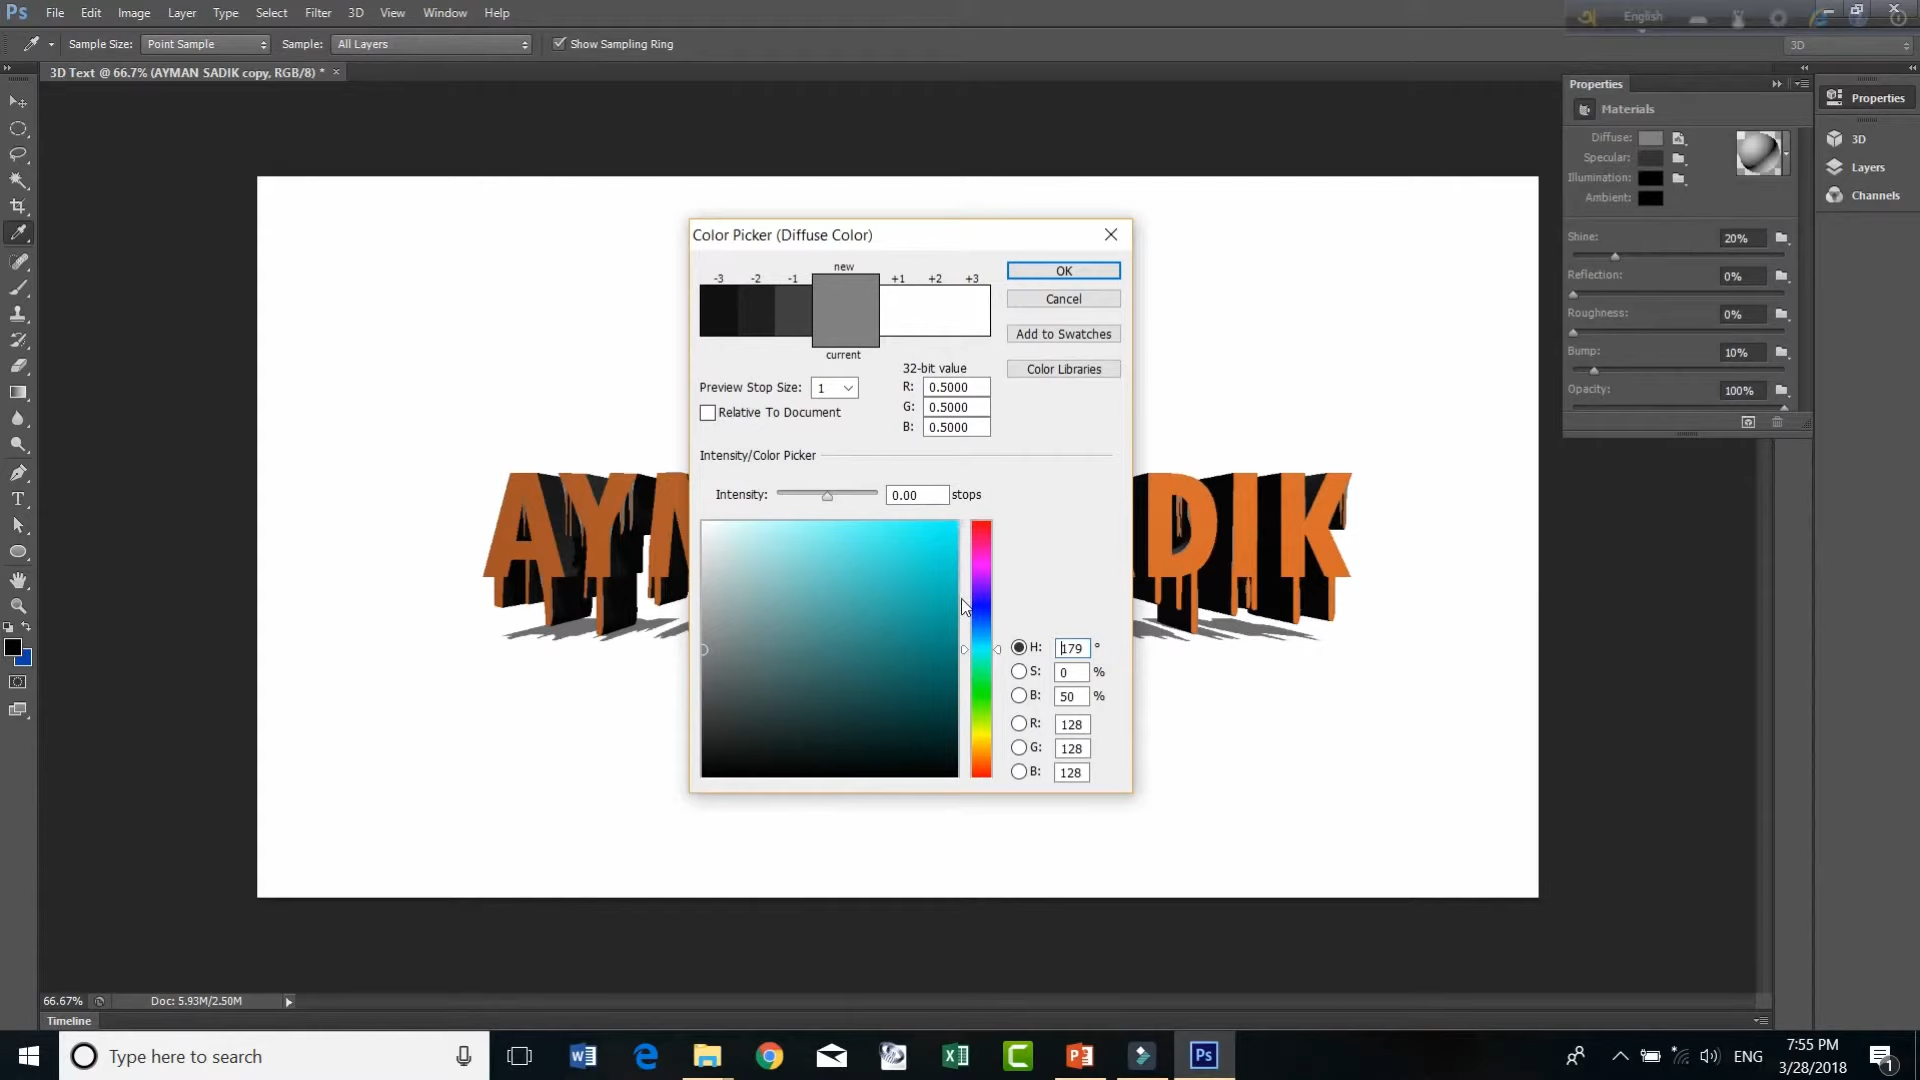 Ps File Edit Image Layer Type Select Filter 3D View Window Help
English
Sample Size: Point Sample Sample: All Layers Show Sampling Ring
3D
3D Text @ 66.7% (AYMAN SADIK copy, RGB/8) * ×
Properties
Properties
Materials
Diffuse:
Specular:
Illumination:
Ambient:
3D
Layers
Channels
Shine: 20%
Reflection: 0%
Roughness: 0%
Bump: 10%
Opacity: 100%
Color Picker (Diffuse Color)
new
-3 -2 -1 +1 +2 +3
current
OK
Cancel
Add to Swatches
Color Libraries
32-bit value
Preview Stop Size: 1
R: 0.5000
Relative To Document
G: 0.5000
B: 0.5000
Intensity/Color Picker
Intensity: 0.00 stops
H: 179 °
S: 0 %
B: 50 %
R: 128
G: 128
B: 128
AY
DIK
66.67% Doc: 5.93M/2.50M
Timeline
Type here to search
Ps
ENG
7:55 PM
3/28/2018
1